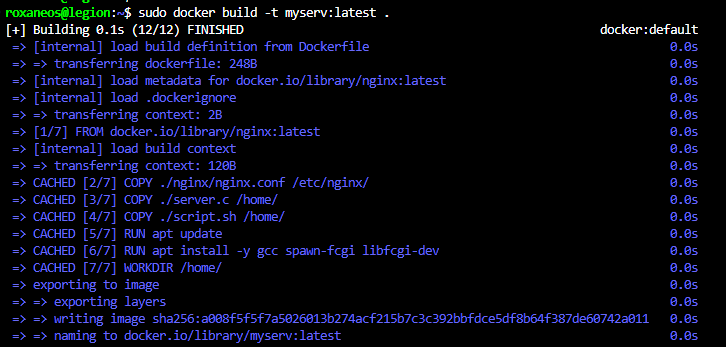 roxaneos@legion:~$ sudo docker build -t myserv:latest .
[+] Building 0.1s (12/12) FINISHED docker:default
=> [internal] load build definition from Dockerfile 0.0s
=> => transferring dockerfile: 248B 0.0s
=> [internal] load metadata for docker.io/library/nginx:latest 0.0s
=> [internal] load .dockerignore 0.0s
=> => transferring context: 2B 0.0s
=> [1/7] FROM docker.io/library/nginx:latest 0.0s
=> [internal] load build context 0.0s
=> => transferring context: 120B 0.0s
=> CACHED [2/7] COPY ./nginx/nginx.conf /etc/nginx/ 0.0s
=> CACHED [3/7] COPY ./server.c /home/ 0.0s
=> CACHED [4/7] COPY ./script.sh /home/ 0.0s
=> CACHED [5/7] RUN apt update 0.0s
=> CACHED [6/7] RUN apt install -y gcc spawn-fcgi libfcgi-dev 0.0s
=> CACHED [7/7] WORKDIR /home/ 0.0s
=> exporting to image 0.0s
=> => exporting layers 0.0s
=> => writing image sha256:a008f5f5f7a5026013b274acf215b7c3c392bbfdce5df8b64f387de60742a011 0.0s
=> => naming to docker.io/library/myserv:latest 0.0s